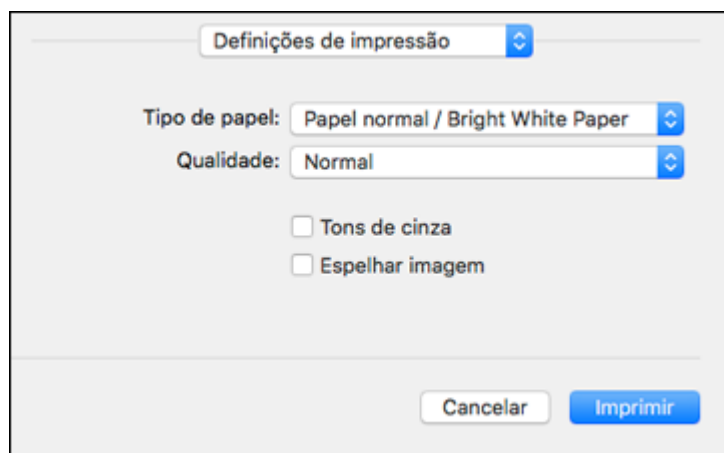 Definições de impressão
Tipo de papel: Papel normal / Bright White Paper
Qualidade: Normal
Tons de cinza
Espelhar imagem
Cancelar Imprimir